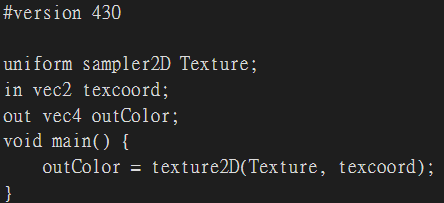 #version 430

uniform sampler2D Texture;
in vec2 texcoord;
out vec4 outColor;
void main() {
    outColor = texture2D(Texture, texcoord);
}